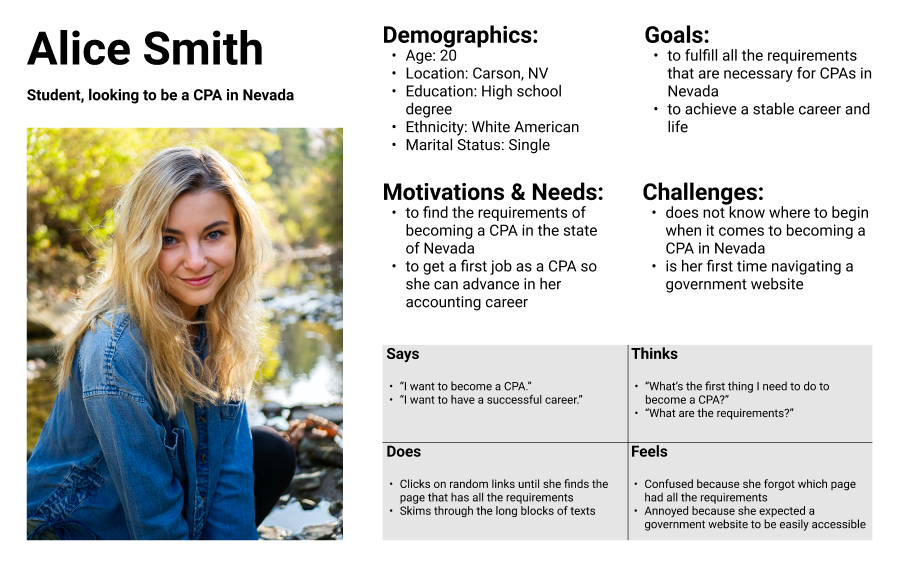 Alice Smith
Student, looking to be a CPA in Nevada
Demographics:
• Age: 20
• Location: Carson, NV
• Education: High school
degree
• Ethnicity: White American
• Marital Status: Single
Goals:
• to fulfill all the requirements
that are necessary for CPAs in
Nevada
• to achieve a stable career and
life
Motivations & Needs:
• to find the requirements of
becoming a CPA in the state
of Nevada
• to get a first job as a CPA so
she can advance in her
accounting career
Challenges:
• does not know where to begin
when it comes to becoming a
CPA in Nevada
• is her first time navigating a
government website
Says
• “I want to become a CPA.”
• “I want to have a successful career.”
Thinks
• “What’s the first thing I need to do to
become a CPA?”
• “What are the requirements?”
Does
• Clicks on random links until she finds the
page that has all the requirements
• Skims through the long blocks of texts
Feels
• Confused because she forgot which page
had all the requirements
• Annoyed because she expected a
government website to be easily accessible